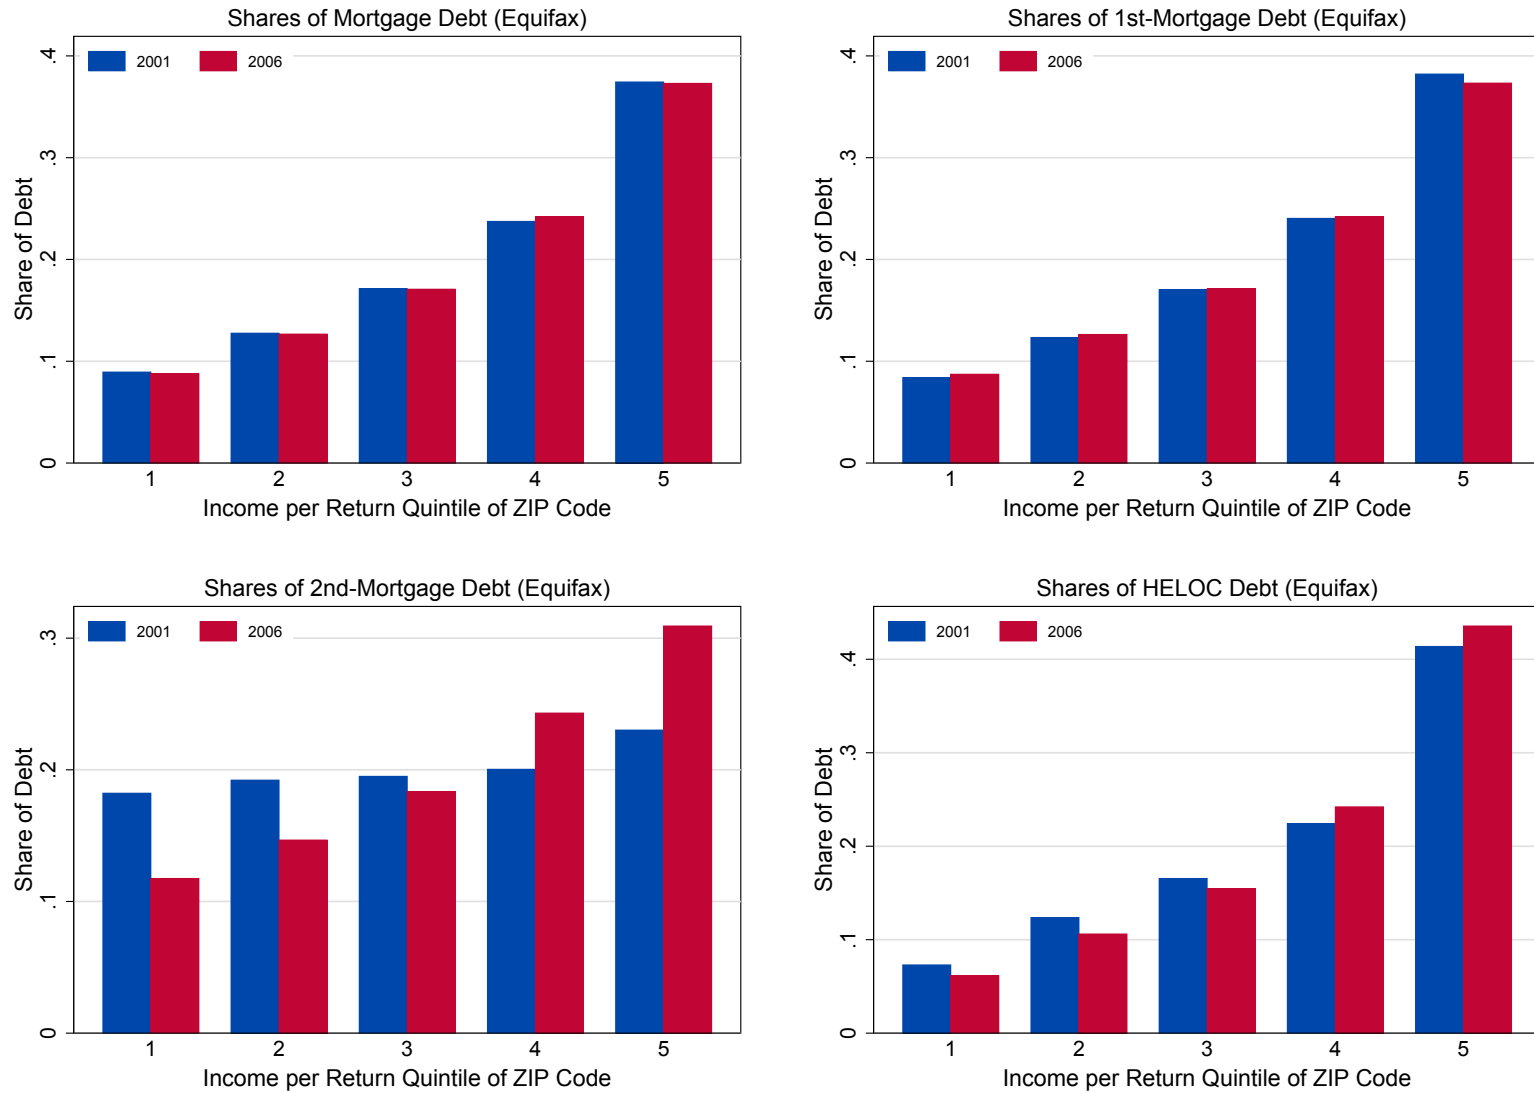 Shares of Mortgage Debt (Equifax)
2001 2006
.4
.3
.2
.1
0
Share of Debt
1 2 3 4 5
Income per Return Quintile of ZIP Code
Shares of 1st-Mortgage Debt (Equifax)
2001 2006
.4
.3
.2
.1
0
Share of Debt
1 2 3 4 5
Income per Return Quintile of ZIP Code
Shares of 2nd-Mortgage Debt (Equifax)
2001 2006
.3
.2
.1
0
Share of Debt
1 2 3 4 5
Income per Return Quintile of ZIP Code
Shares of HELOC Debt (Equifax)
2001 2006
.4
.3
.2
.1
0
Share of Debt
1 2 3 4 5
Income per Return Quintile of ZIP Code